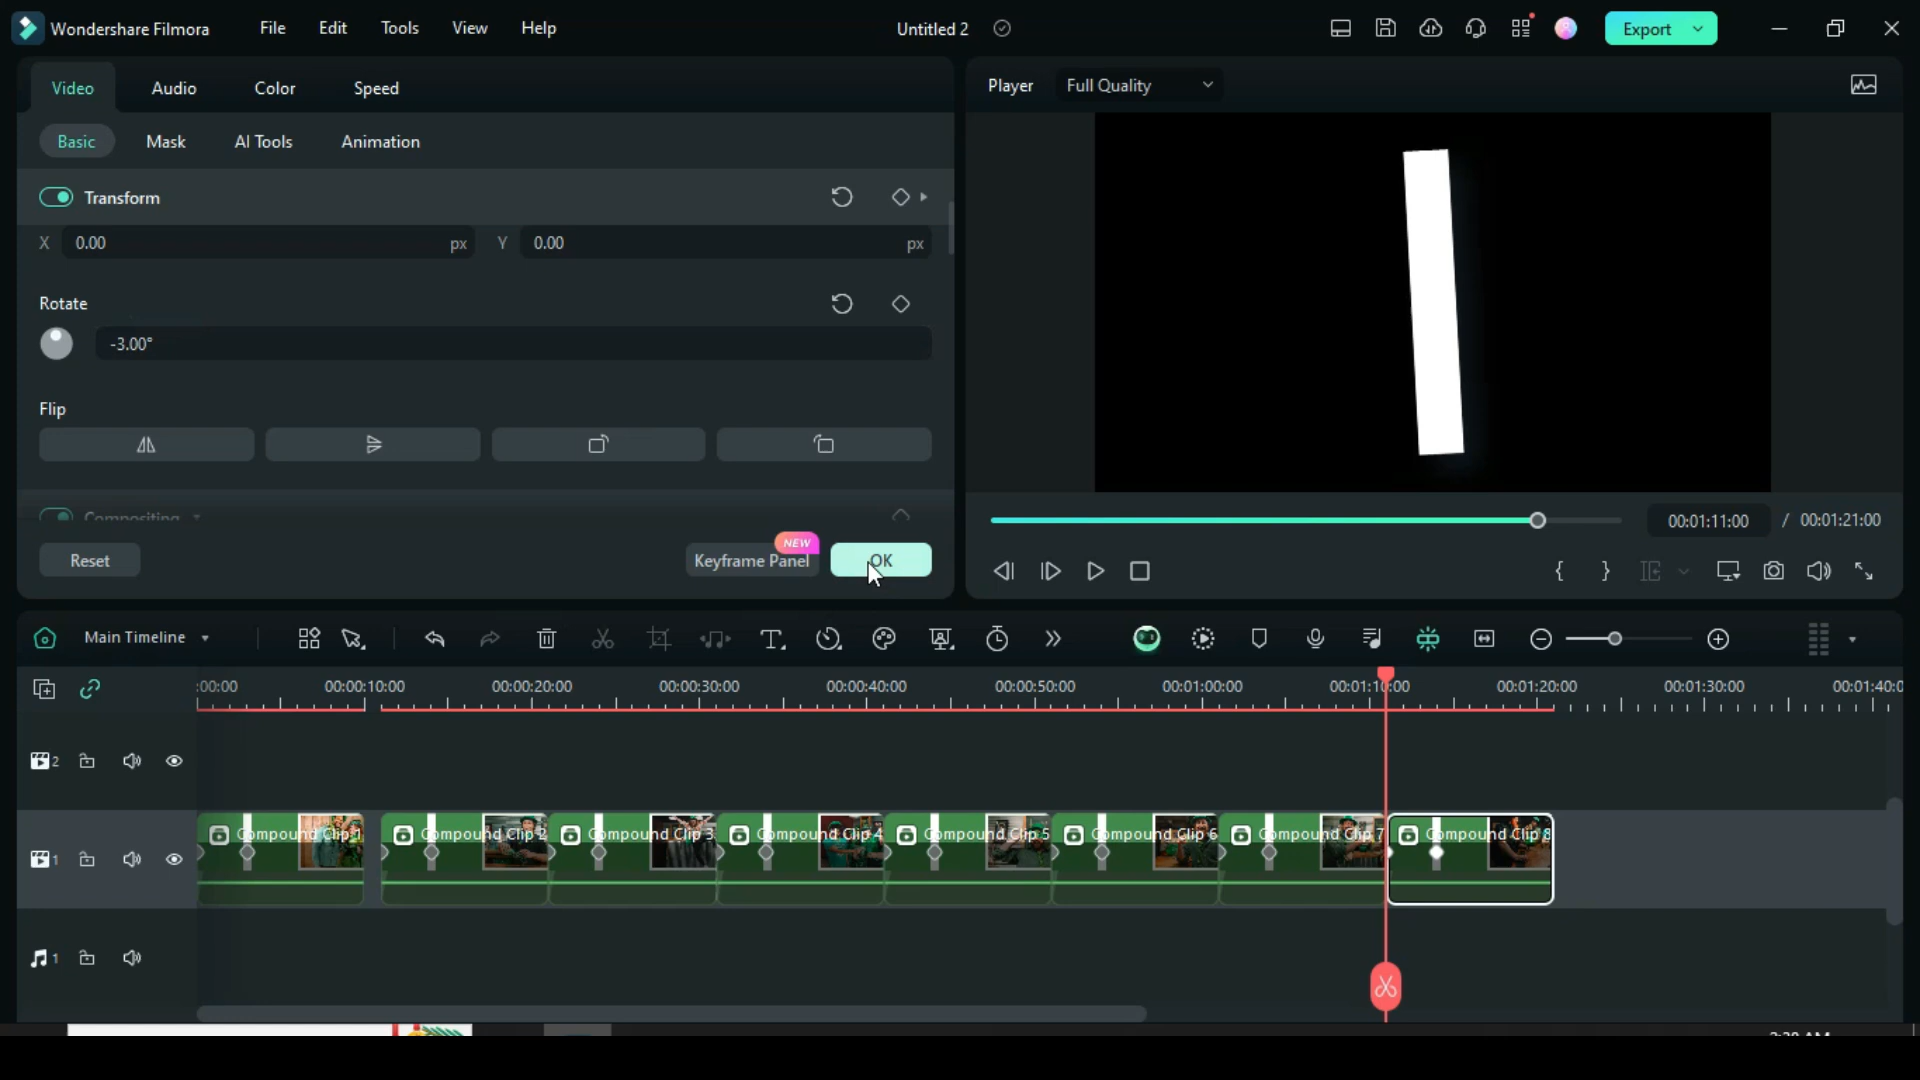 Wondershare Filmora File Edit Tools View Help Untitled 2 Export
Video Audio Color Speed
Player Full Quality
Basic Mask AI Tools Animation
Transform
X 0.00 px Y 0.00 px
Rotate
-3.00°
Flip
Compositing
00:01:11:00 / 00:01:21:00
NEW
Reset Keyframe Panel OK
Main Timeline
:00:00 00:00:10:00 00:00:20:00 00:00:30:00 00:00:40:00 00:00:50:00 00:01:00:00 00:01:10:00 00:01:20:00 00:01:30:00 00:01:40:0
2
Compound Clip 1 Compound Clip 2 Compound Clip 3 Compound Clip 4 Compound Clip 5 Compound Clip 6 Compound Clip 7 Compound Clip 8
1
1